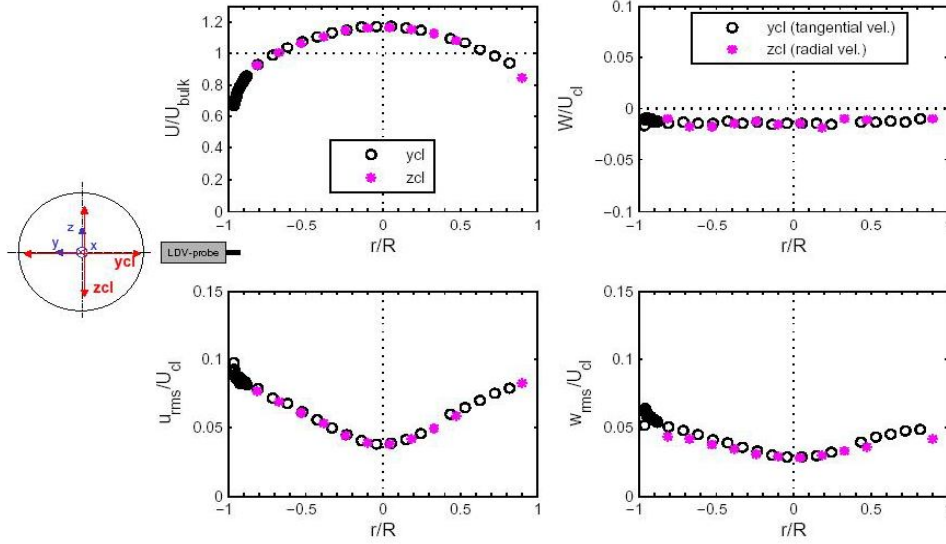 1.2
1
0.8
0.6
0.4
0.2
0
U/U_bulk
ycl
zcl
−1 −0.5 0 0.5 1
r/R
0.1
0.05
0
−0.05
−0.1
W/U_cl
ycl (tangential vel.)
zcl (radial vel.)
−1 −0.5 0 0.5
r/R
z
y x
ycl
zcl
LDV-probe
0.15
0.1
0.05
0
u_rms/U_cl
−1 −0.5 0 0.5 1
r/R
0.15
0.1
0.05
0
w_rms/U_cl
−1 −0.5 0 0.5
r/R